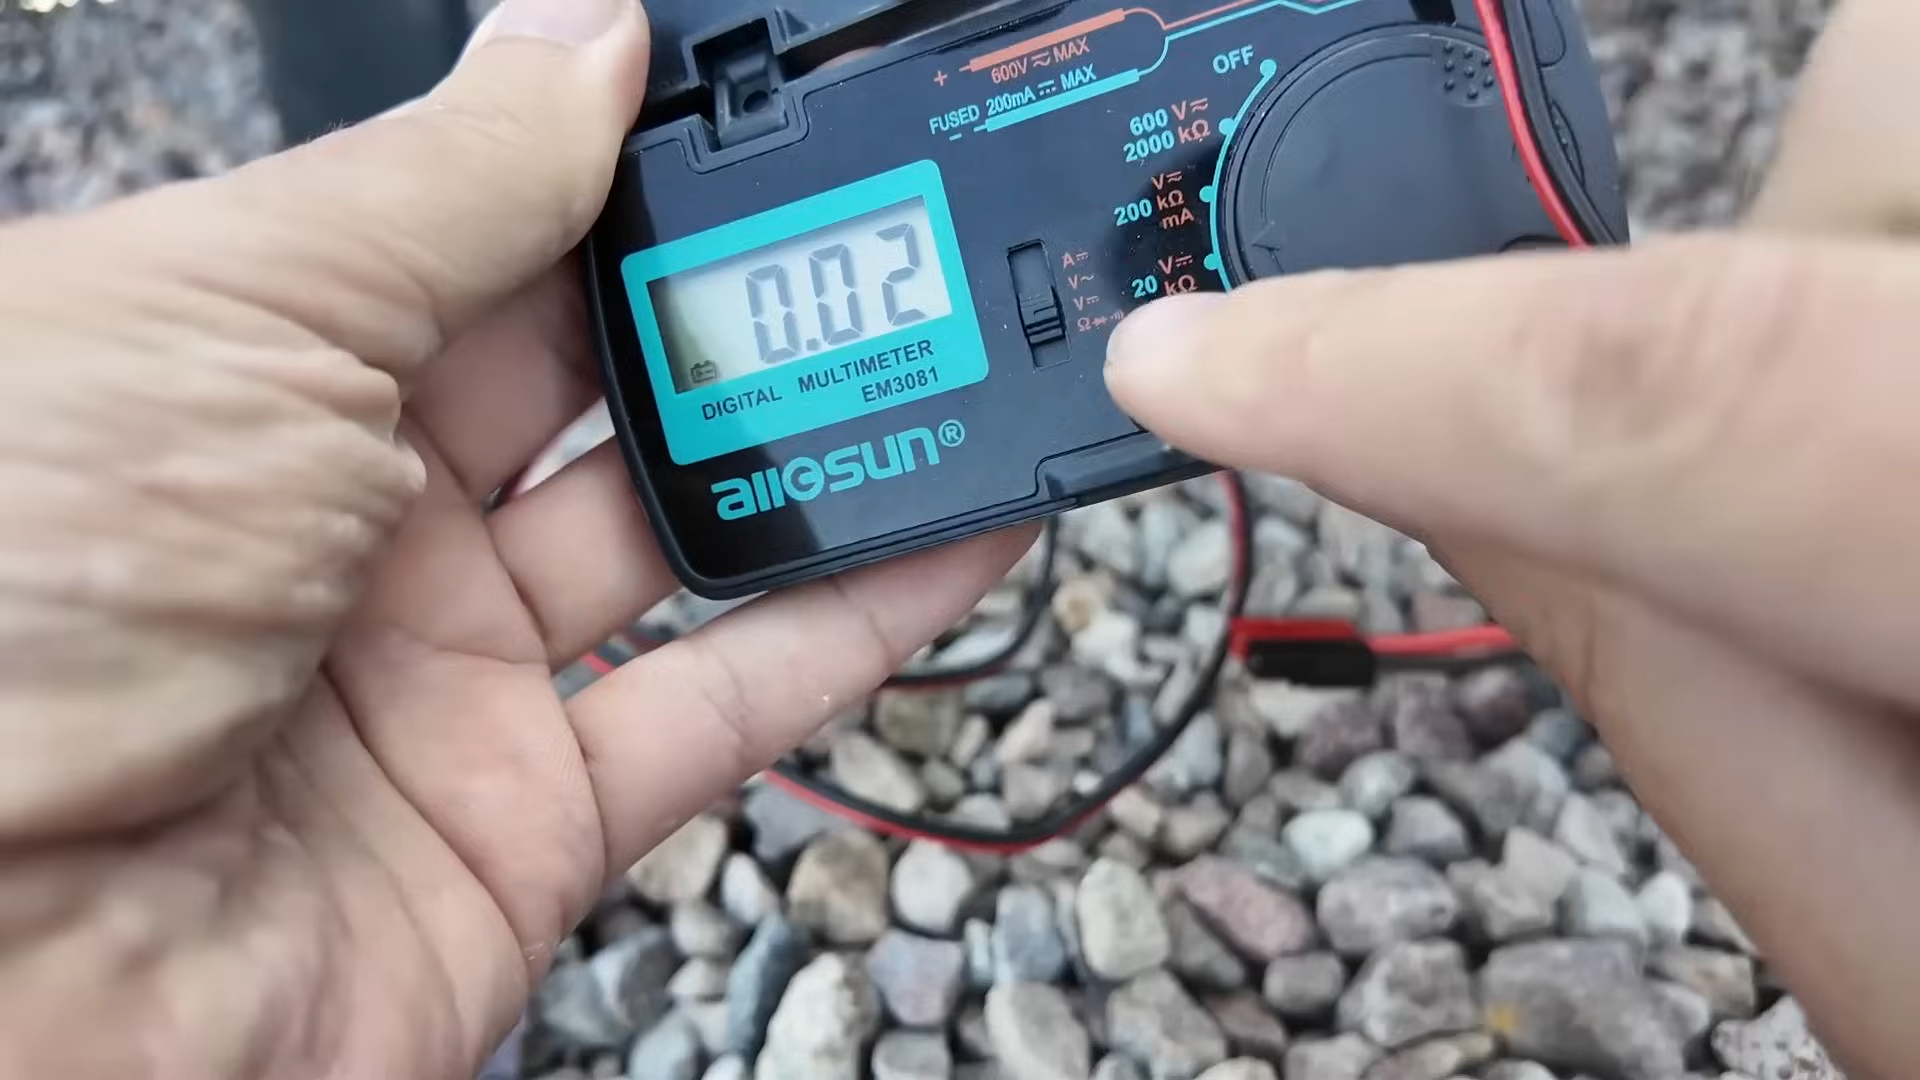 + 600V MAX
FUSED 200mA MAX
-
OFF
600 V
2000 kΩ
V
200 kΩ
mA
V
20 kΩ
A
V~
V
Ω
0.02
DIGITAL MULTIMETER
EM3081
allosun®